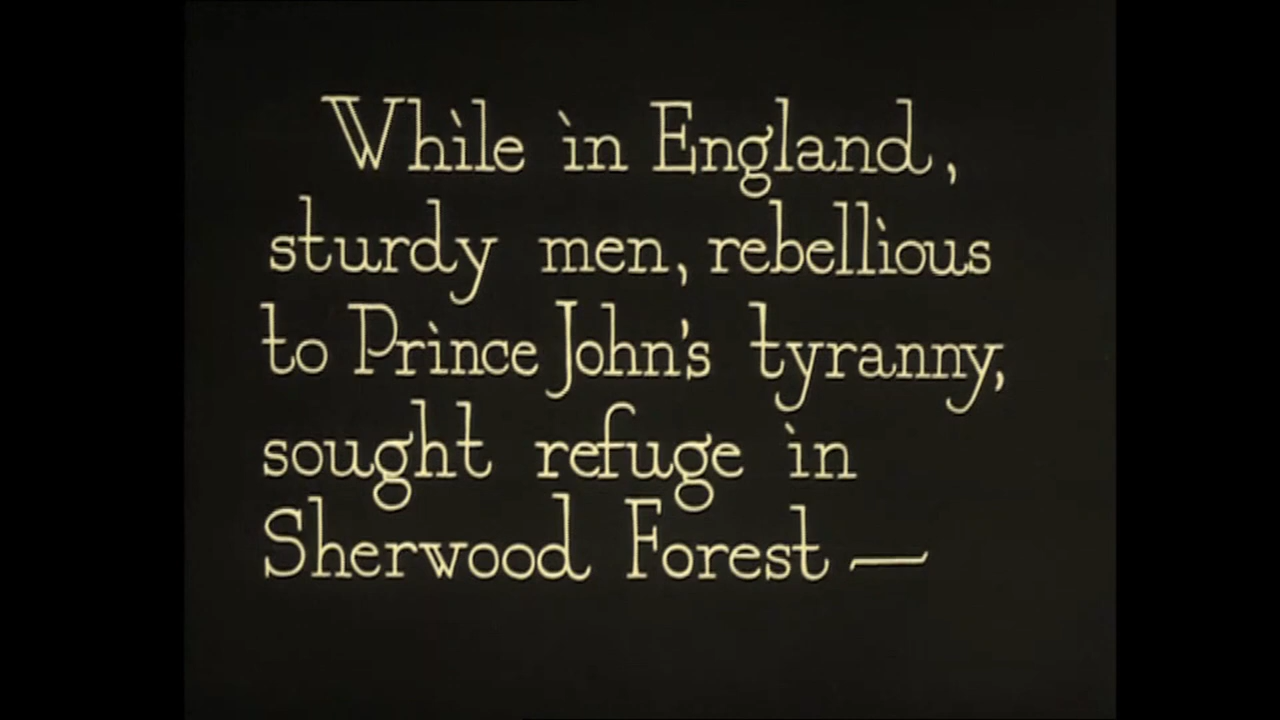 While in England,
sturdy men, rebellious
to Prince John's tyranny,
sought refuge in
Sherwood Forest —